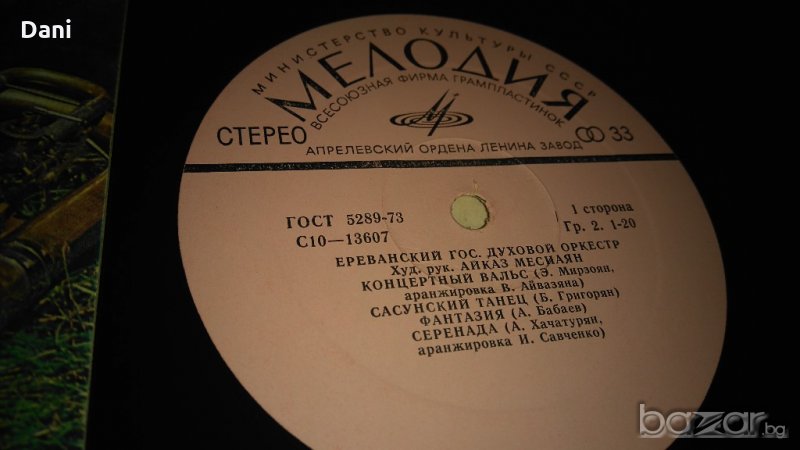 Dani
МИНИСТЕРСТВО КУЛЬТУРЫ СССР
МЕЛОДИЯ
ВСЕСОЮЗНАЯ ФИРМА ГРАМПЛАСТИНОК
СТЕРЕО
33
АПРЕЛЕВСКИЙ ОРДЕНА ЛЕНИНА ЗАВОД
ГОСТ 5289-73
1 сторона
С10—13607
Гр. 2. 1-20
ЕРЕВАНСКИЙ ГОС. ДУХОВОЙ ОРКЕСТР
Худ. рук. АЙКАЗ МЕСИАЯН
КОНЦЕРТНЫЙ ВАЛЬС (Э. Мирзоян,
аранжировка В. Айвазяна)
САСУНСКИЙ ТАНЕЦ (Б. Григорян)
ФАНТАЗИЯ (А. Бабаев)
СЕРЕНАДА (А. Хачатурян,
аранжировка И. Савченко)
bazar.bg